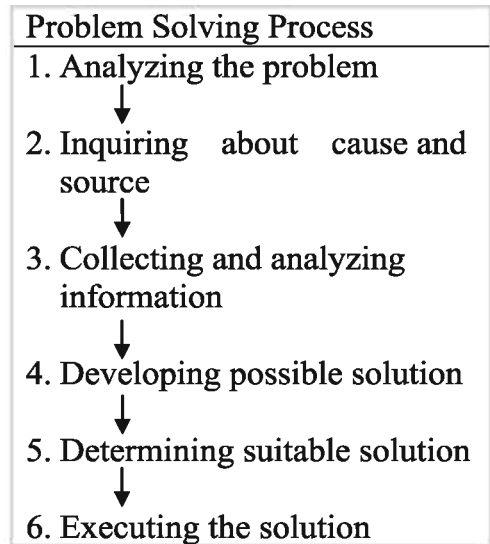 Problem Solving Process
1. Analyzing the problem
2. Inquiring about cause and
source
3. Collecting and analyzing
information
4. Developing possible solution
5. Determining suitable solution
6. Executing the solution